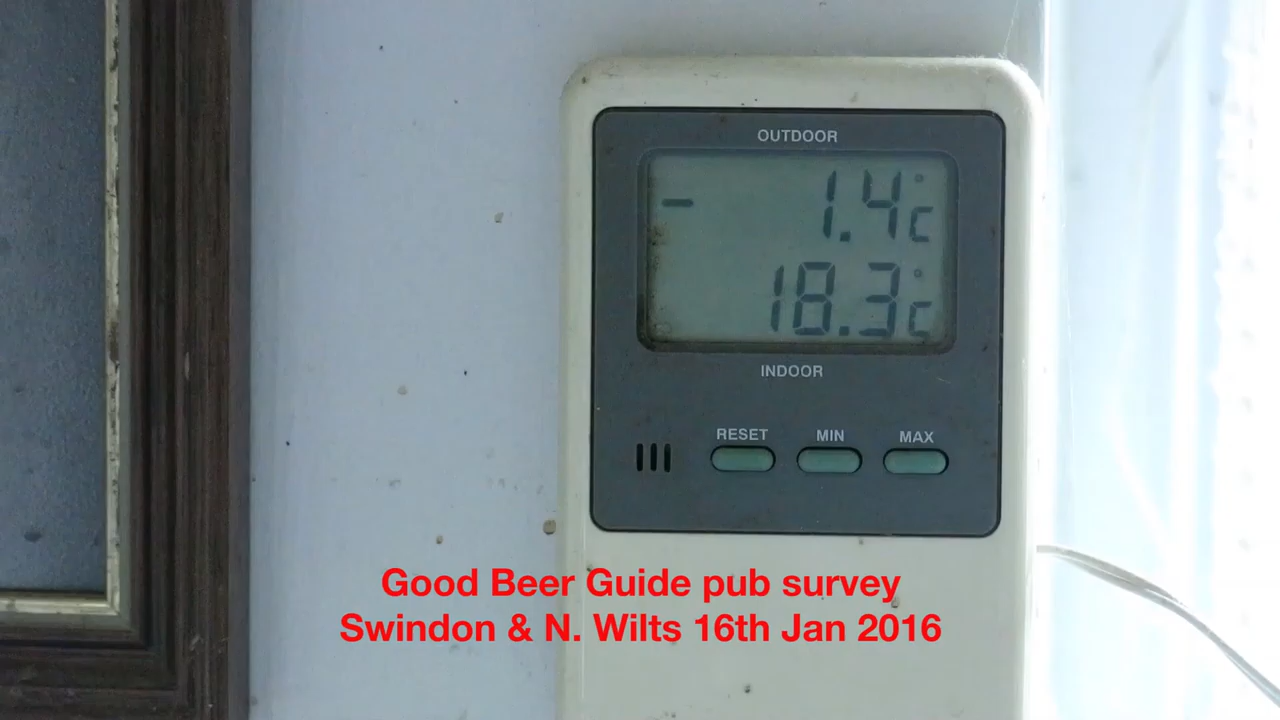 OUTDOOR
- 1.4°c
18.3°c
INDOOR
RESET MIN MAX
Good Beer Guide pub survey
Swindon & N. Wilts 16th Jan 2016